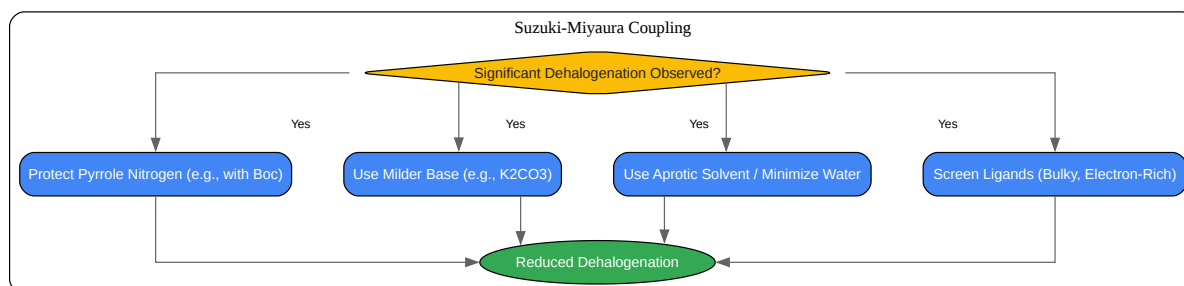 Suzuki-Miyaura Coupling
Significant Dehalogenation Observed?
Yes
Yes
Yes
Yes
Protect Pyrrole Nitrogen (e.g., with Boc)
Use Milder Base (e.g., K2CO3)
Use Aprotic Solvent / Minimize Water
Screen Ligands (Bulky, Electron-Rich)
Reduced Dehalogenation